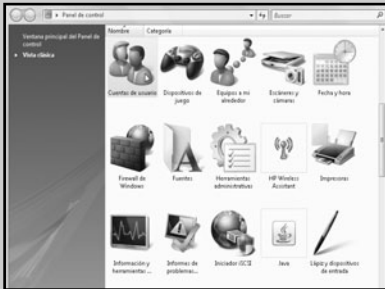 Panel de control
Buscar
Ventana principal del Panel de
control
Vista clásica
Nombre Categoría
Cuentas de usuario
Dispositivos de
juego
Equipos a mi
alrededor
Escáneres y
cámaras
Fecha y hora
Firewall de
Windows
Fuentes
Herramientas
administrativas
HP Wireless
Assistant
Impresoras
Información y
herramientas ...
Informes de
problemas...
Iniciador iSCSI
Java
Lápiz y dispositivos
de entrada